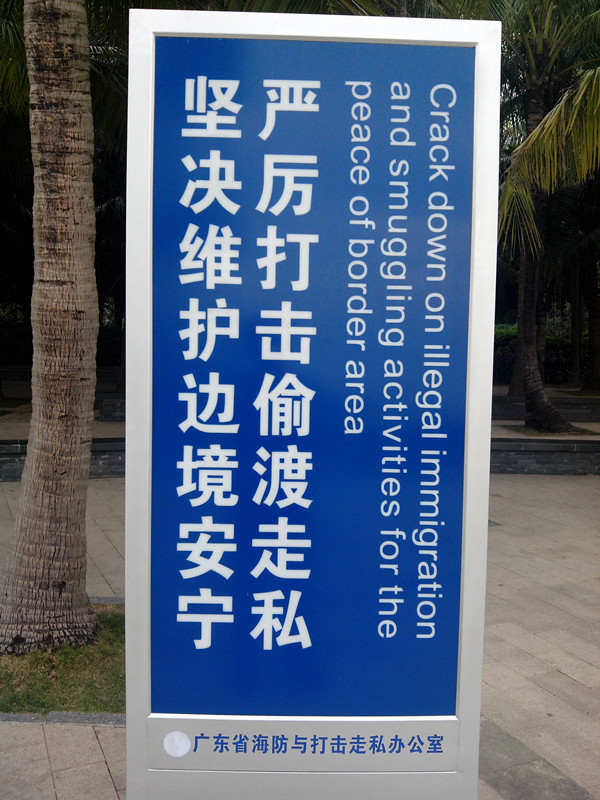 Crack down on illegal immigration
and smuggling activities for the
peace of border area
严厉打击偷渡走私
坚决维护边境安宁
广东省海防与打击走私办公室